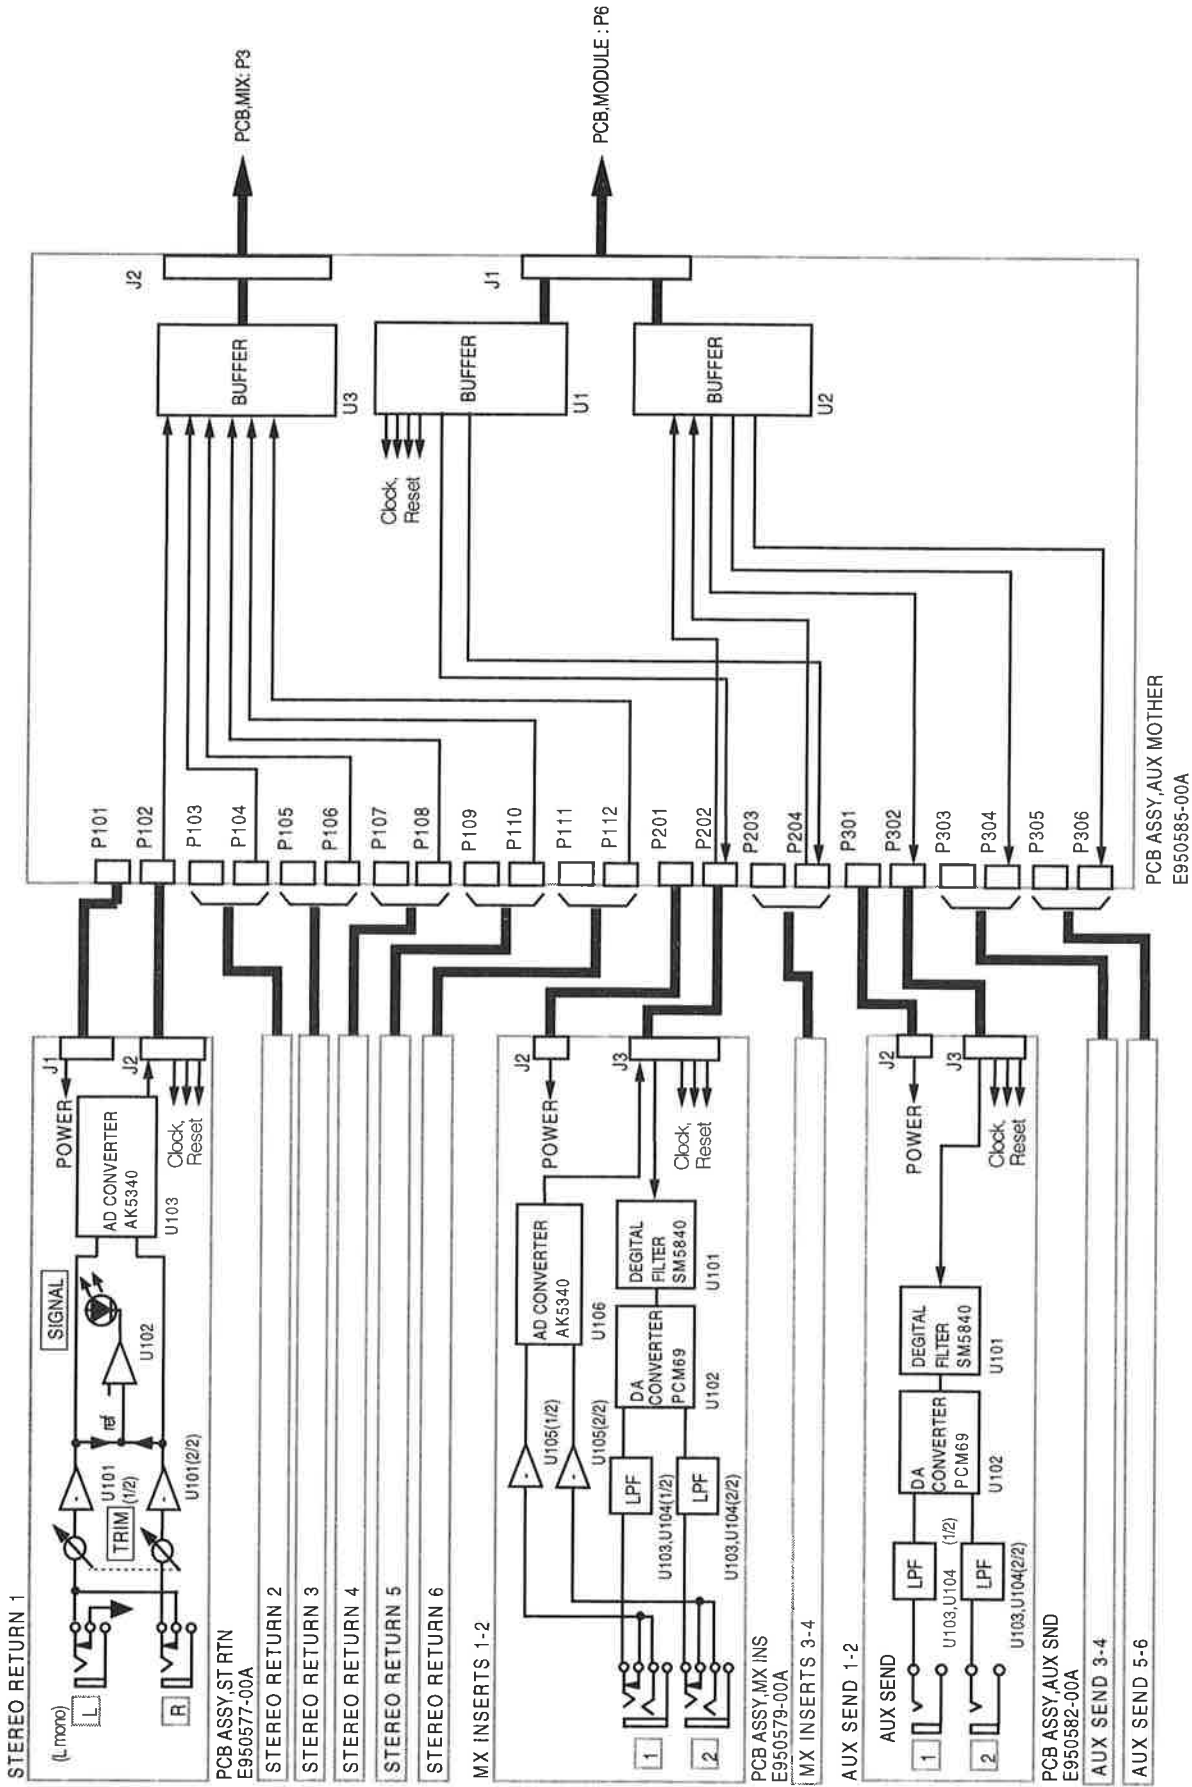 STEREO RETURN 1
(L mono)
L
R
TRIM
U101
(1/2)
U101(2/2)
ref
SIGNAL
U102
AD CONVERTER
AK5340
U103
POWER
J1
J2
Clock,
Reset
PCB ASSY,ST RTN
E950577-00A
STEREO RETURN 2
STEREO RETURN 3
STEREO RETURN 4
STEREO RETURN 5
STEREO RETURN 6
MX INSERTS 1-2
1
2
U105(1/2)
U105(2/2)
LPF
U103,U104(1/2)
LPF
U103,U104(2/2)
AD CONVERTER
AK5340
U106
DA
CONVERTER
PCM69
U102
DEGITAL
FILTER
SM5840
U101
POWER
J2
J3
Clock,
Reset
PCB ASSY,MX INS
E950579-00A
MX INSERTS 3-4
AUX SEND 1-2
AUX SEND
1
2
LPF
U103,U104 (1/2)
LPF
U103,U104(2/2)
DA
CONVERTER
PCM69
U102
DEGITAL
FILTER
SM5840
U101
POWER
J2
J3
Clock,
Reset
PCB ASSY,AUX SND
E950582-00A
AUX SEND 3-4
AUX SEND 5-6
P101
P102
P103
P104
P105
P106
P107
P108
P109
P110
P111
P112
P201
P202
P203
P204
P301
P302
P303
P304
P305
P306
BUFFER
U3
Clock,
Reset
BUFFER
U1
BUFFER
U2
J2
J1
PCB,MIX: P3
PCB,MODULE : P6
PCB ASSY,AUX MOTHER
E950585-00A